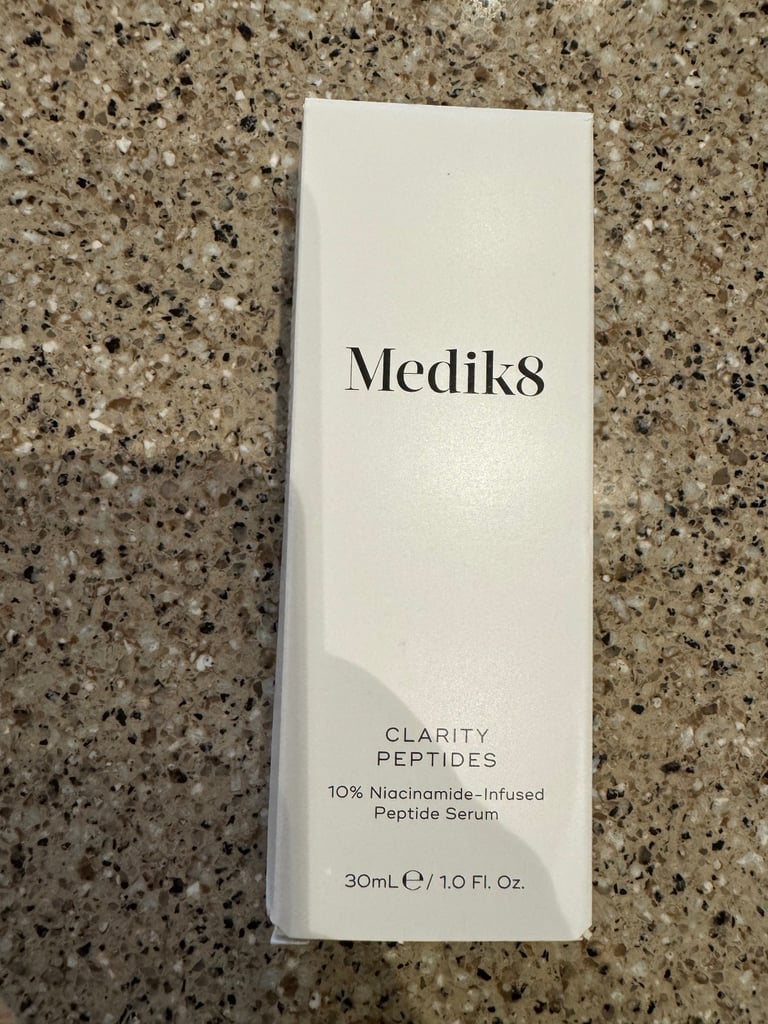 Medik8
CLARITY
PEPTIDES
10% Niacinamide-Infused
Peptide Serum
30mL℮/ 1.0 Fl. Oz.